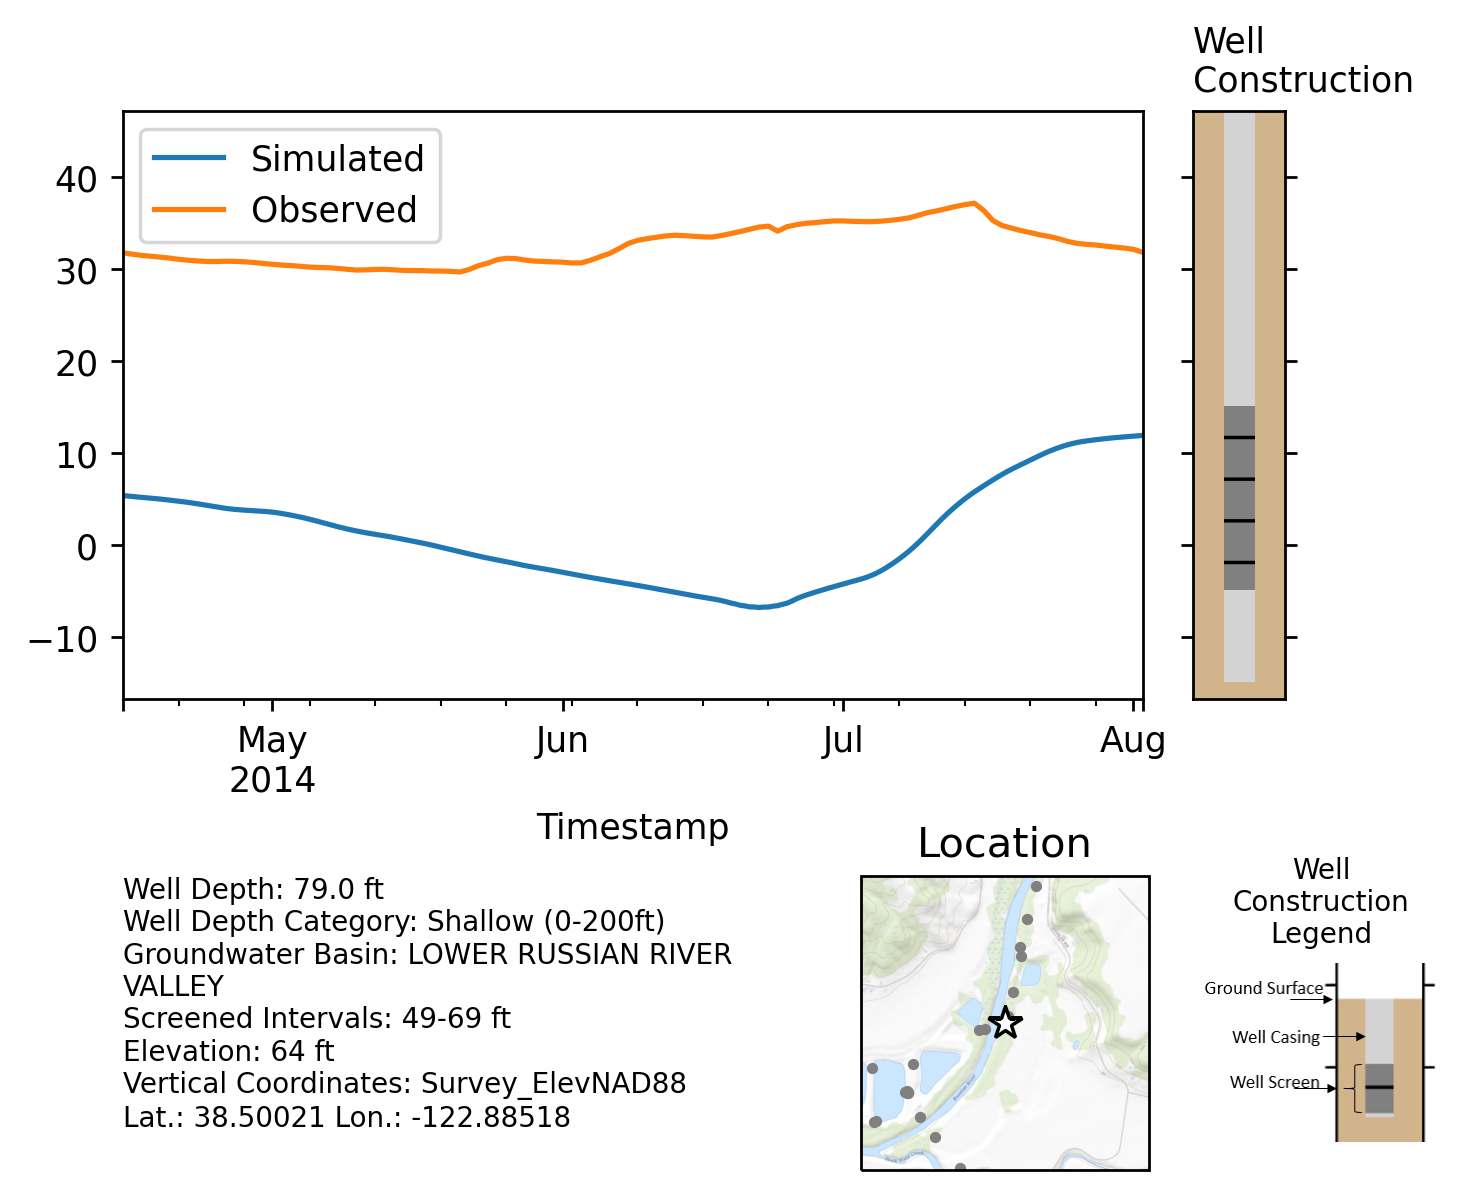 Well
Construction
Simulated
Observed
40
30
20
10
0
−10
May
2014
Jun
Jul
Aug
Timestamp
Well Depth: 79.0 ft
Well Depth Category: Shallow (0-200ft)
Groundwater Basin: LOWER RUSSIAN RIVER
VALLEY
Screened Intervals: 49-69 ft
Elevation: 64 ft
Vertical Coordinates: Survey_ElevNAD88
Lat.: 38.50021 Lon.: -122.88518
Location
Well
Construction
Legend
Ground Surface
Well Casing
Well Screen